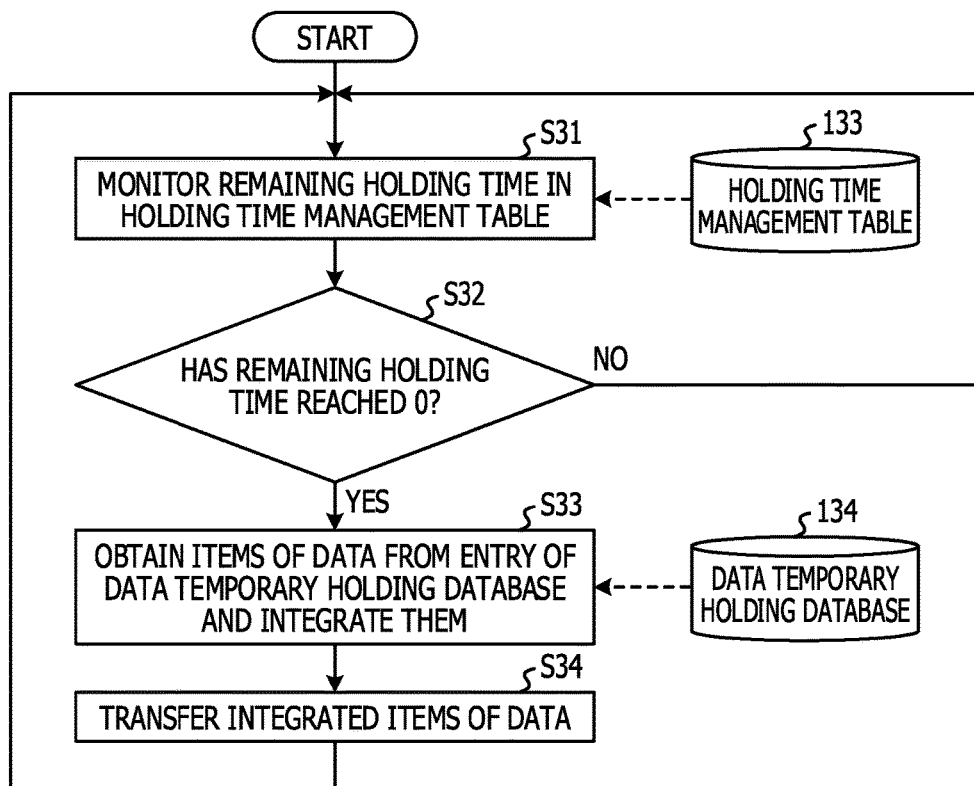 START
S31
MONITOR REMAINING HOLDING TIME IN
HOLDING TIME MANAGEMENT TABLE
133
HOLDING TIME
MANAGEMENT TABLE
S32
HAS REMAINING HOLDING
TIME REACHED 0?
NO
YES
S33
OBTAIN ITEMS OF DATA FROM ENTRY OF
DATA TEMPORARY HOLDING DATABASE
AND INTEGRATE THEM
134
DATA TEMPORARY
HOLDING DATABASE
S34
TRANSFER INTEGRATED ITEMS OF DATA